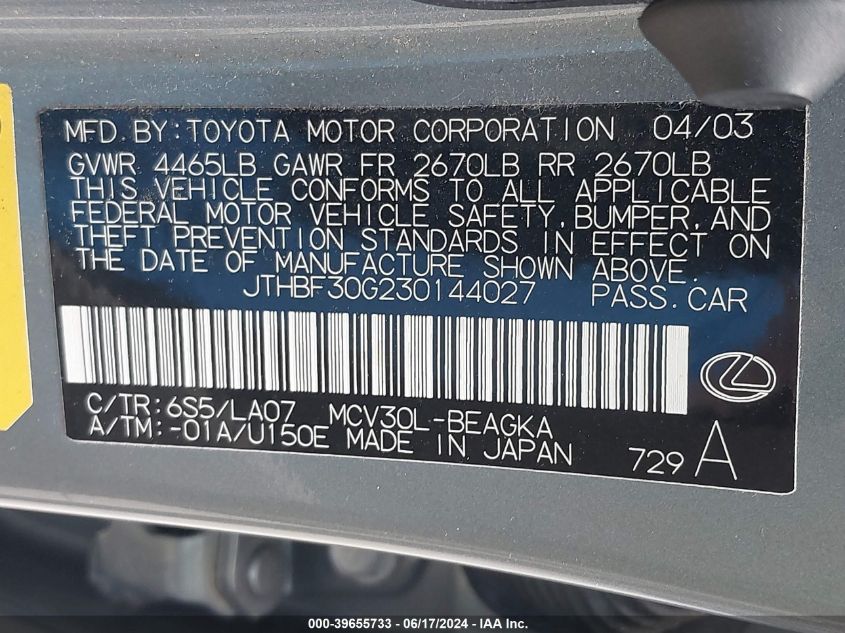 MFD. BY: TOYOTA MOTOR CORPORATION 04/03
GVWR 4465LB GAWR FR 2670LB RR 2670LB
THIS VEHICLE CONFORMS TO ALL APPLICABLE
FEDERAL MOTOR VEHICLE SAFETY, BUMPER, AND
THEFT PREVENTION STANDARDS IN EFFECT ON
THE DATE OF MANUFACTURE SHOWN ABOVE.
JTHBF30G230144027 PASS. CAR
C/TR: 6S5/LA07 MCV30L-BEAGKA
A/TM: -01A/U150E MADE IN JAPAN
729 A
000-39655733 - 06/17/2024 - IAA Inc.